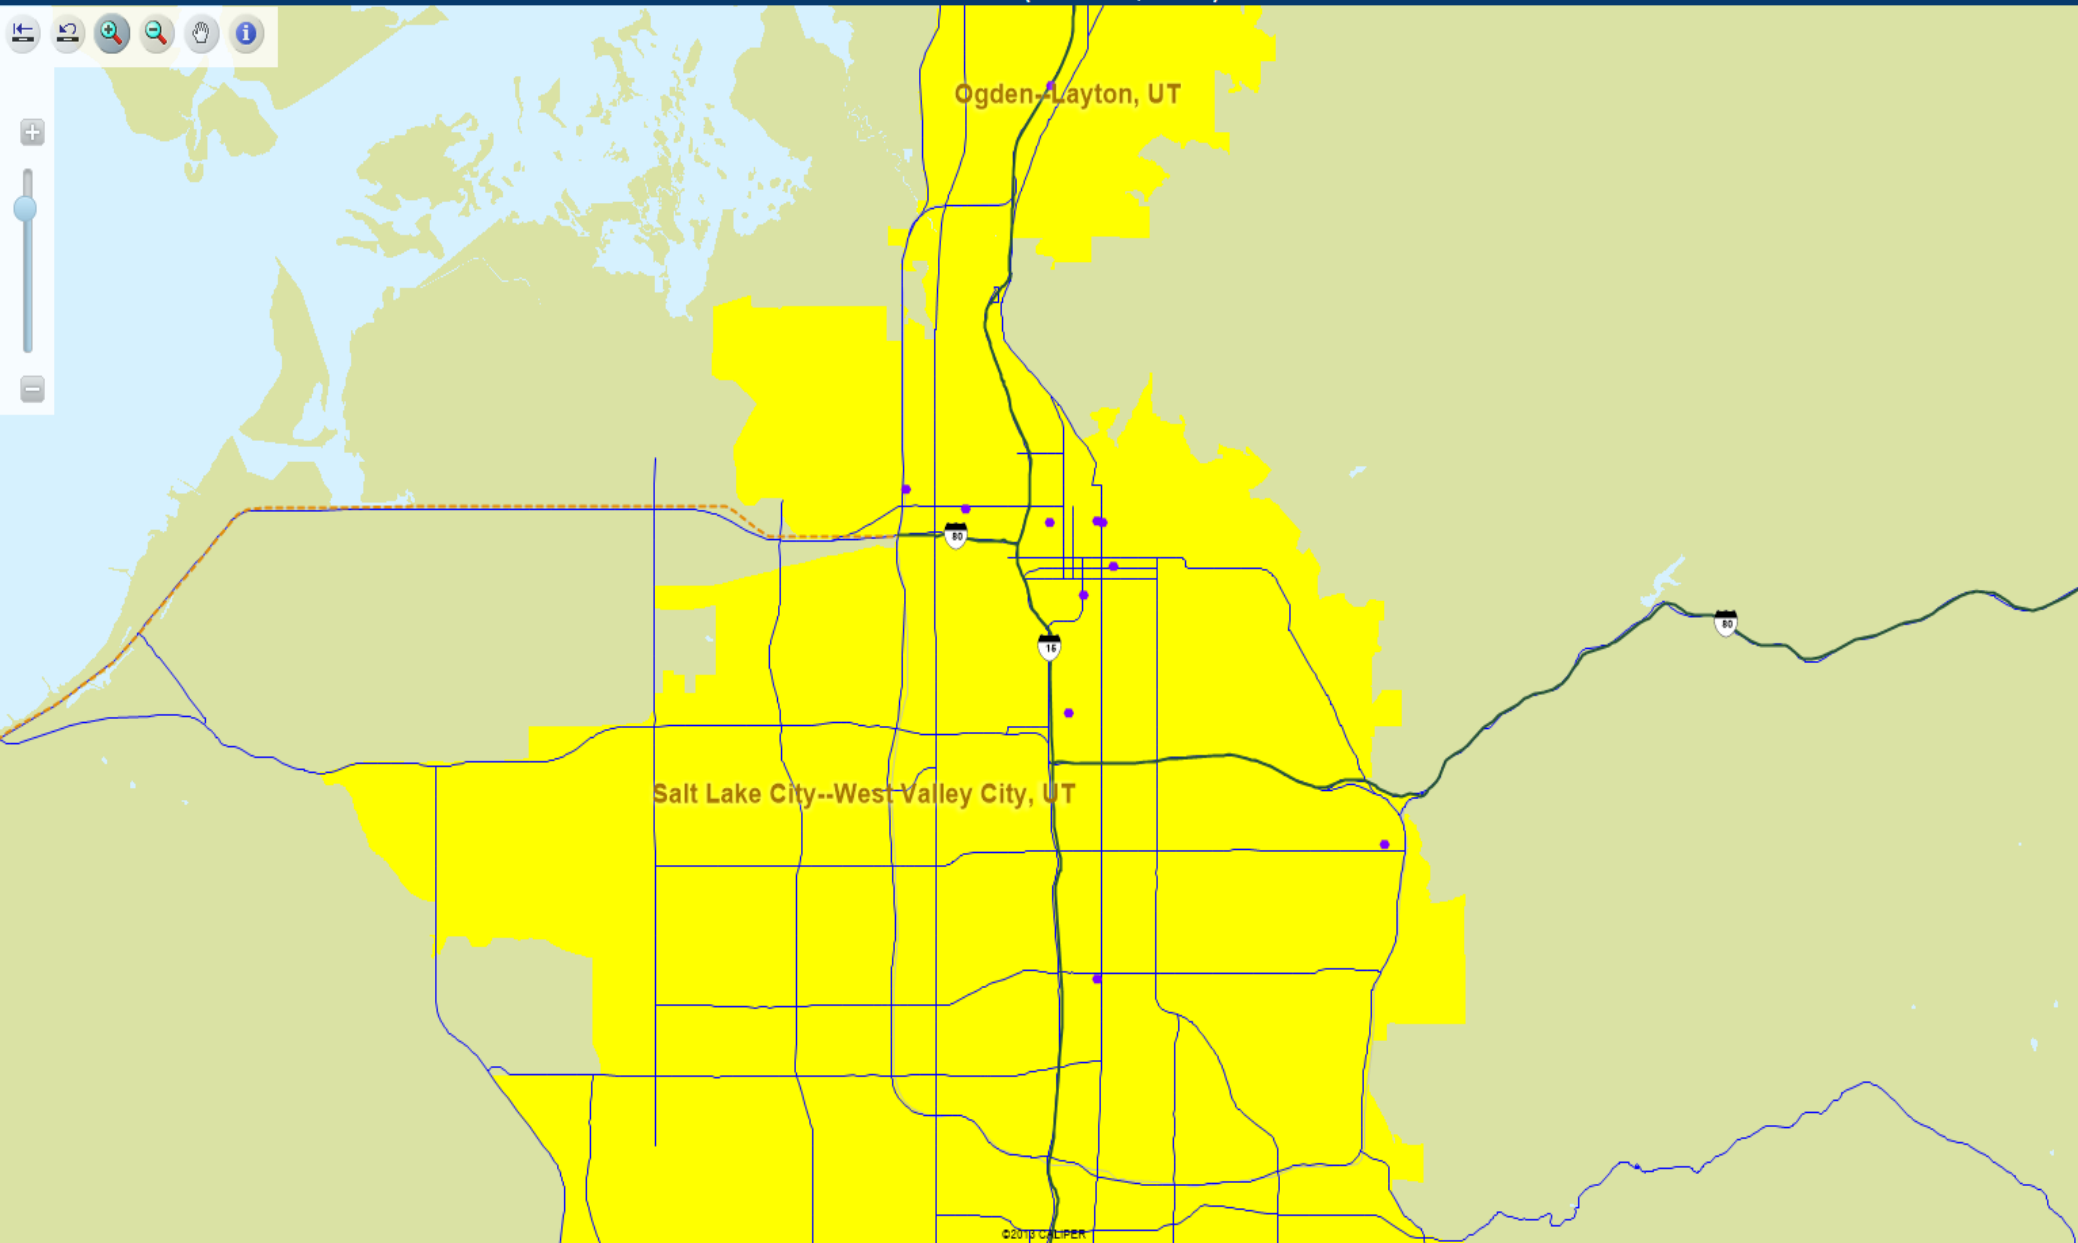 Ogden--Layton, UT
80
15
80
Salt Lake City--West Valley City, UT
©2013 CALIPER